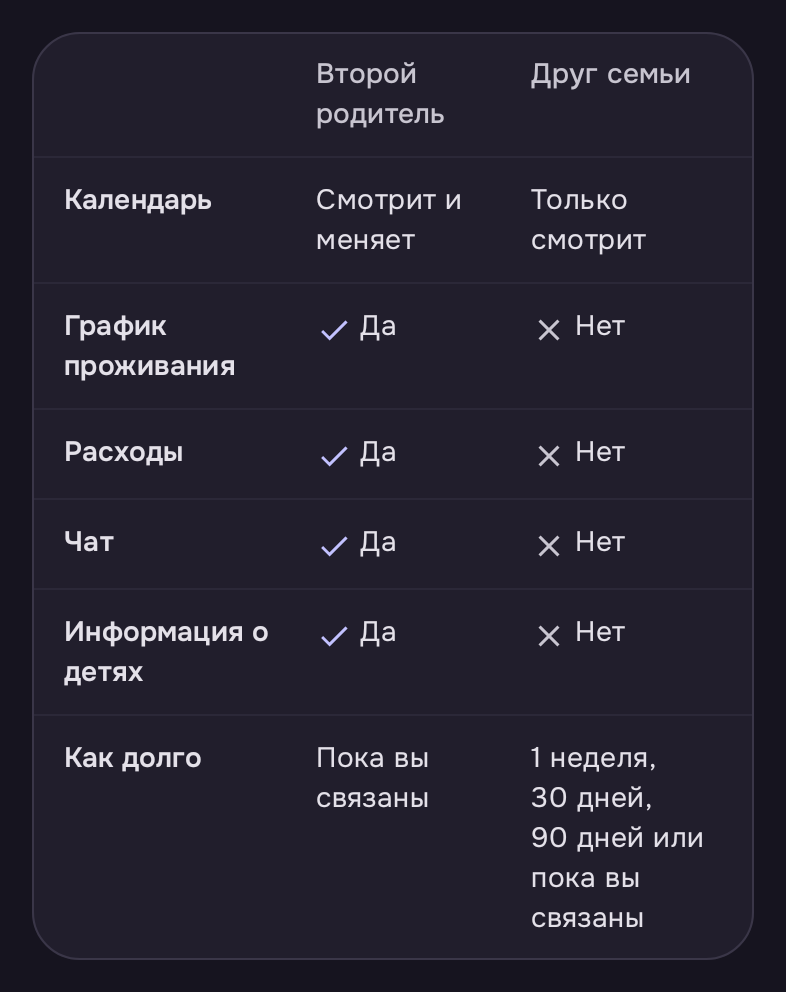 Второй родитель
Друг семьи
Календарь
Смотрит и меняет
Только смотрит
График проживания
Да
Нет
Расходы
Да
Нет
Чат
Да
Нет
Информация о детях
Да
Нет
Как долго
Пока вы связаны
1 неделя,
30 дней,
90 дней или
пока вы
связаны